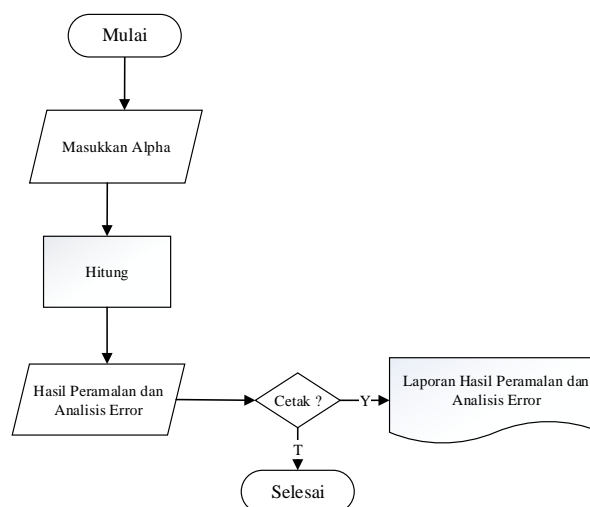 Mulai
Masukkan Alpha
Hitung
Hasil Peramalan dan
Analisis Error
Cetak ?
Y
Laporan Hasil Peramalan dan
Analisis Error
T
Selesai